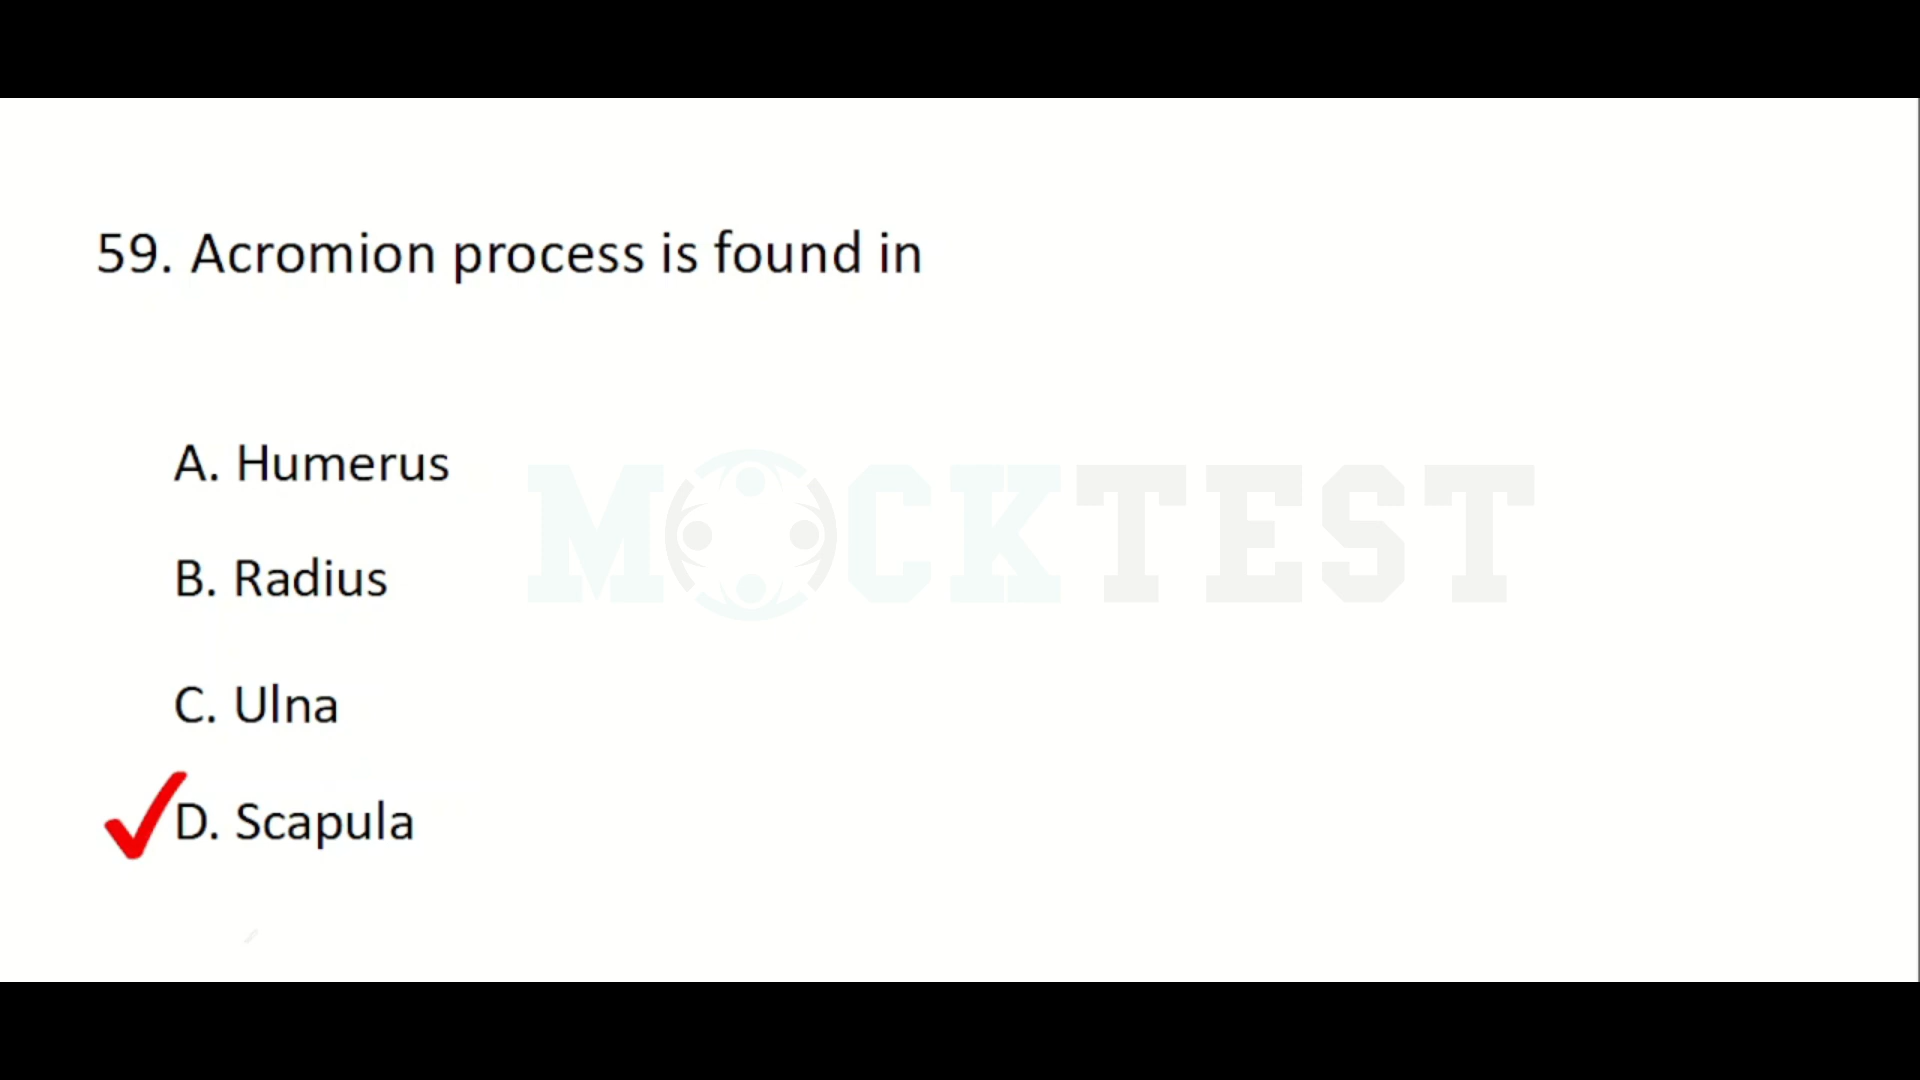 59. Acromion process is found in
A. Humerus
MOCKTEST
B. Radius
C. Ulna
D. Scapula